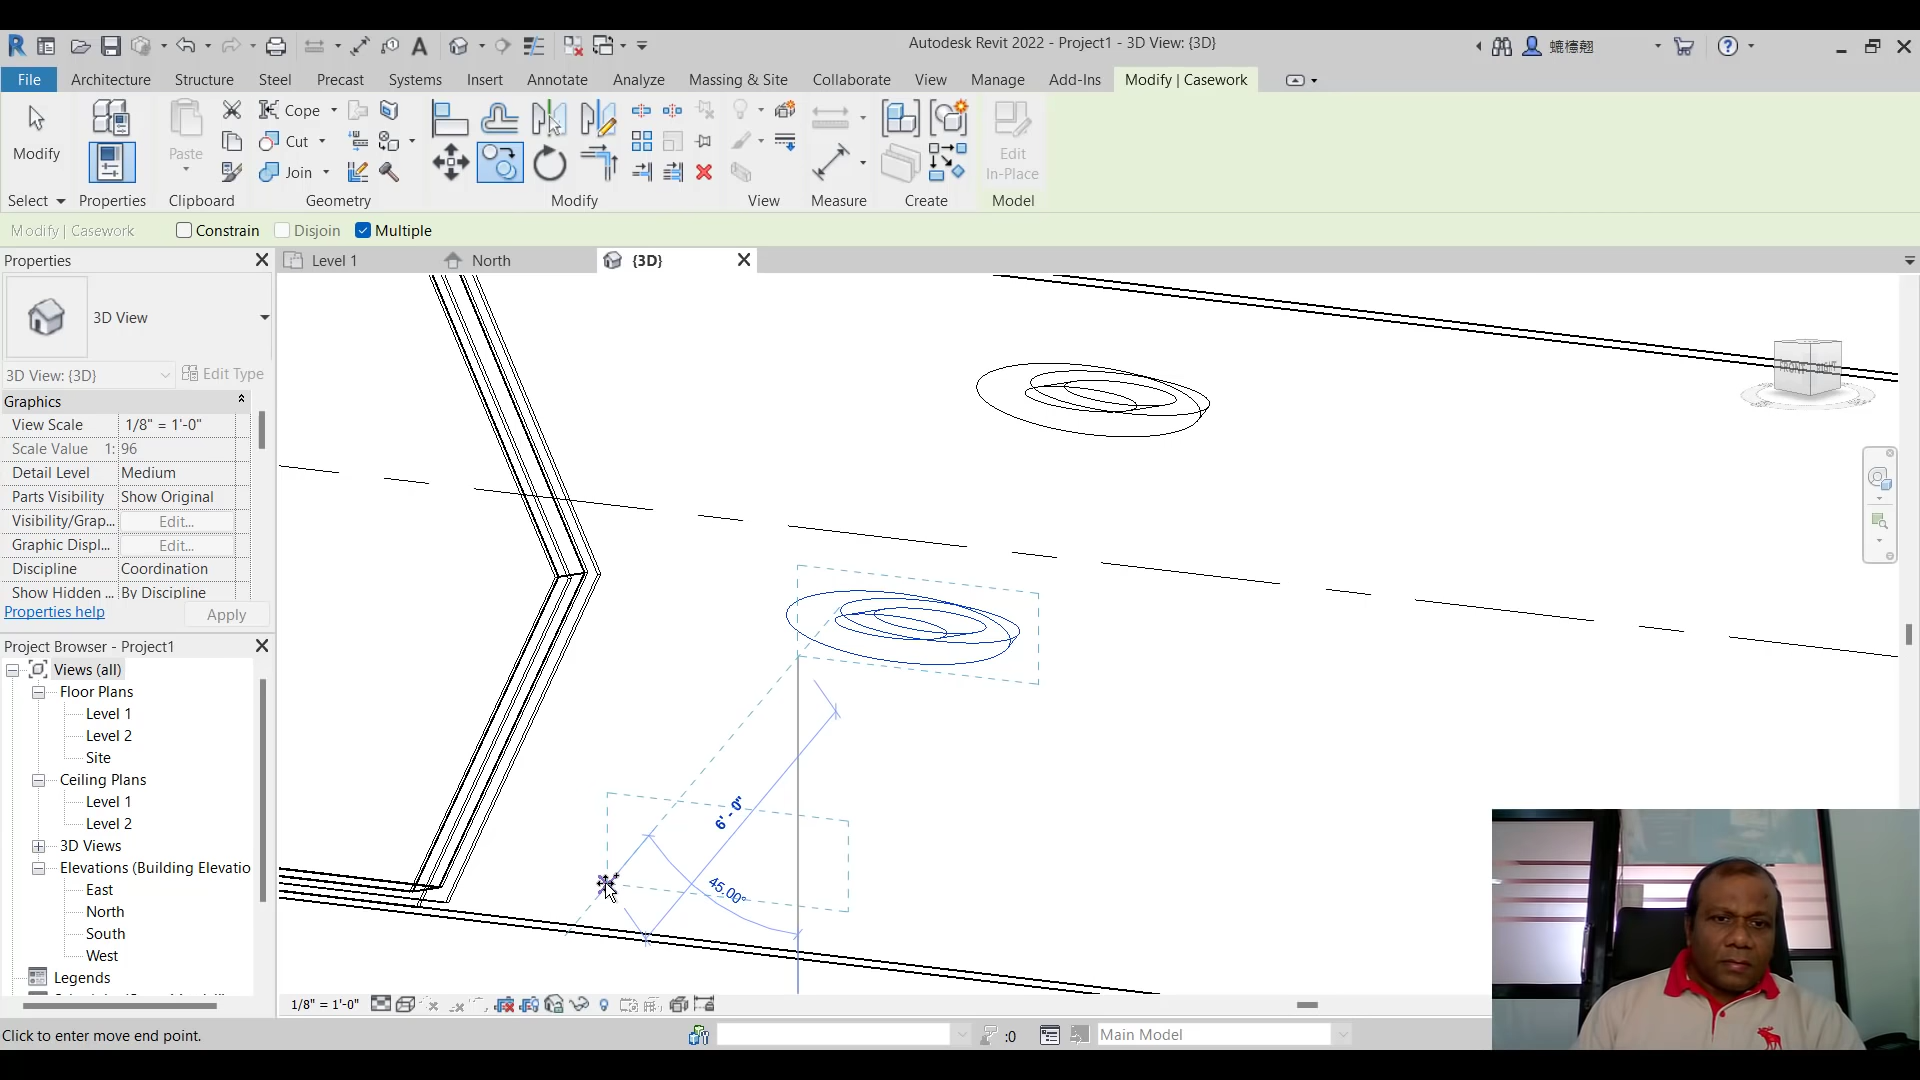 Autodesk Revit 2022 - Project1 - 3D View: {3D}
螗檯翹
File Architecture Structure Steel Precast Systems Insert Annotate Analyze Massing & Site Collaborate View Manage Add-Ins Modify | Casework
Modify
Paste
Cope
Cut
Join
Edit
In-Place
Select Properties Clipboard Geometry Modify View Measure Create Model
Modify | Casework Constrain Disjoin Multiple
Properties
Level 1 North {3D}
3D View
3D View: {3D} Edit Type
Graphics
View Scale 1/8" = 1'-0"
Scale Value 1: 96
Detail Level Medium
Parts Visibility Show Original
Visibility/Grap... Edit...
Graphic Displ... Edit...
Discipline Coordination
Show Hidden ... By Discipline
Properties help Apply
Project Browser - Project1
Views (all)
Floor Plans
Level 1
Level 2
Site
Ceiling Plans
Level 1
Level 2
3D Views
Elevations (Building Elevatio
East
North
South
West
Legends
FRONT RIGHT
6' - 0"
45.00°
1/8" = 1'-0"
Click to enter move end point.
:0
Main Model